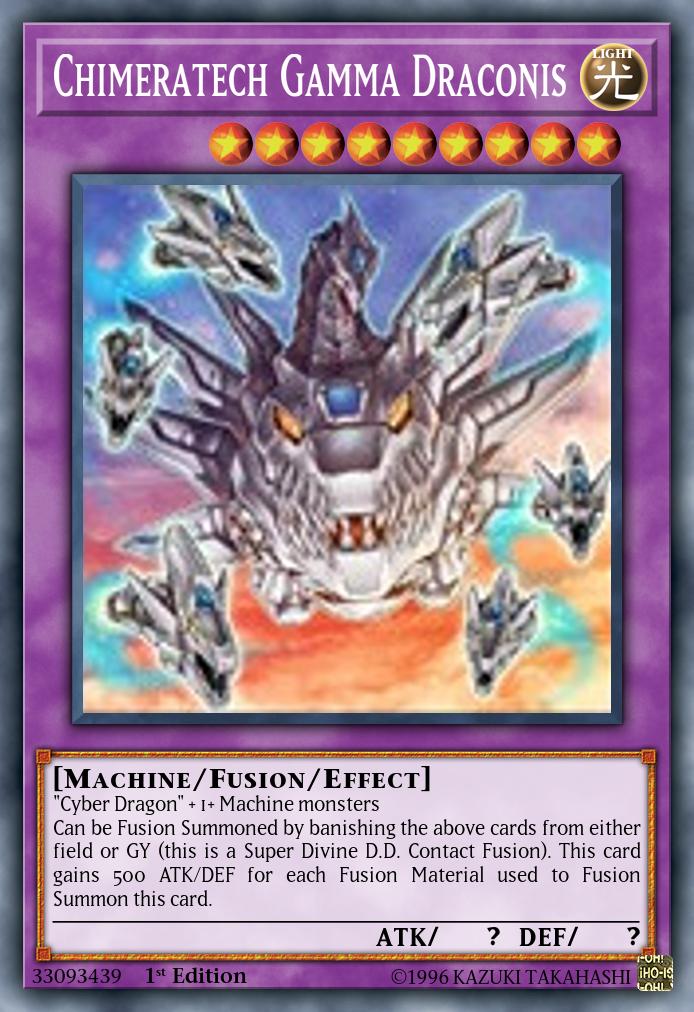 CHIMERATECH GAMMA DRACONIS
LIGHT
光
[MACHINE/FUSION/EFFECT]
"Cyber Dragon" + 1+ Machine monsters
Can be Fusion Summoned by banishing the above cards from either
field or GY (this is a Super Divine D.D. Contact Fusion). This card
gains 500 ATK/DEF for each Fusion Material used to Fusion
Summon this card.
ATK/ ? DEF/ ?
33093439 1st Edition ©1996 KAZUKI TAKAHASHI